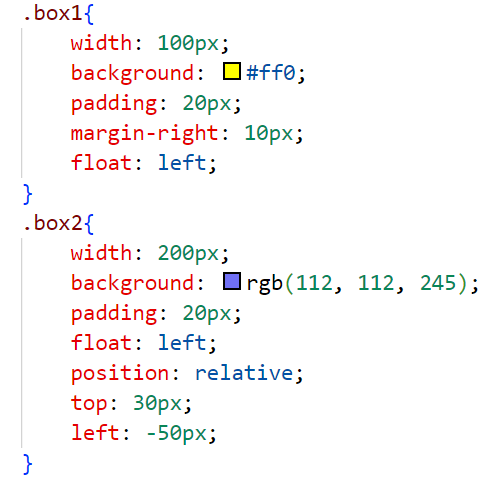 .box1{
    width: 100px;
    background: #ff0;
    padding: 20px;
    margin-right: 10px;
    float: left;
}
.box2{
    width: 200px;
    background: rgb(112, 112, 245);
    padding: 20px;
    float: left;
    position: relative;
    top: 30px;
    left: -50px;
}